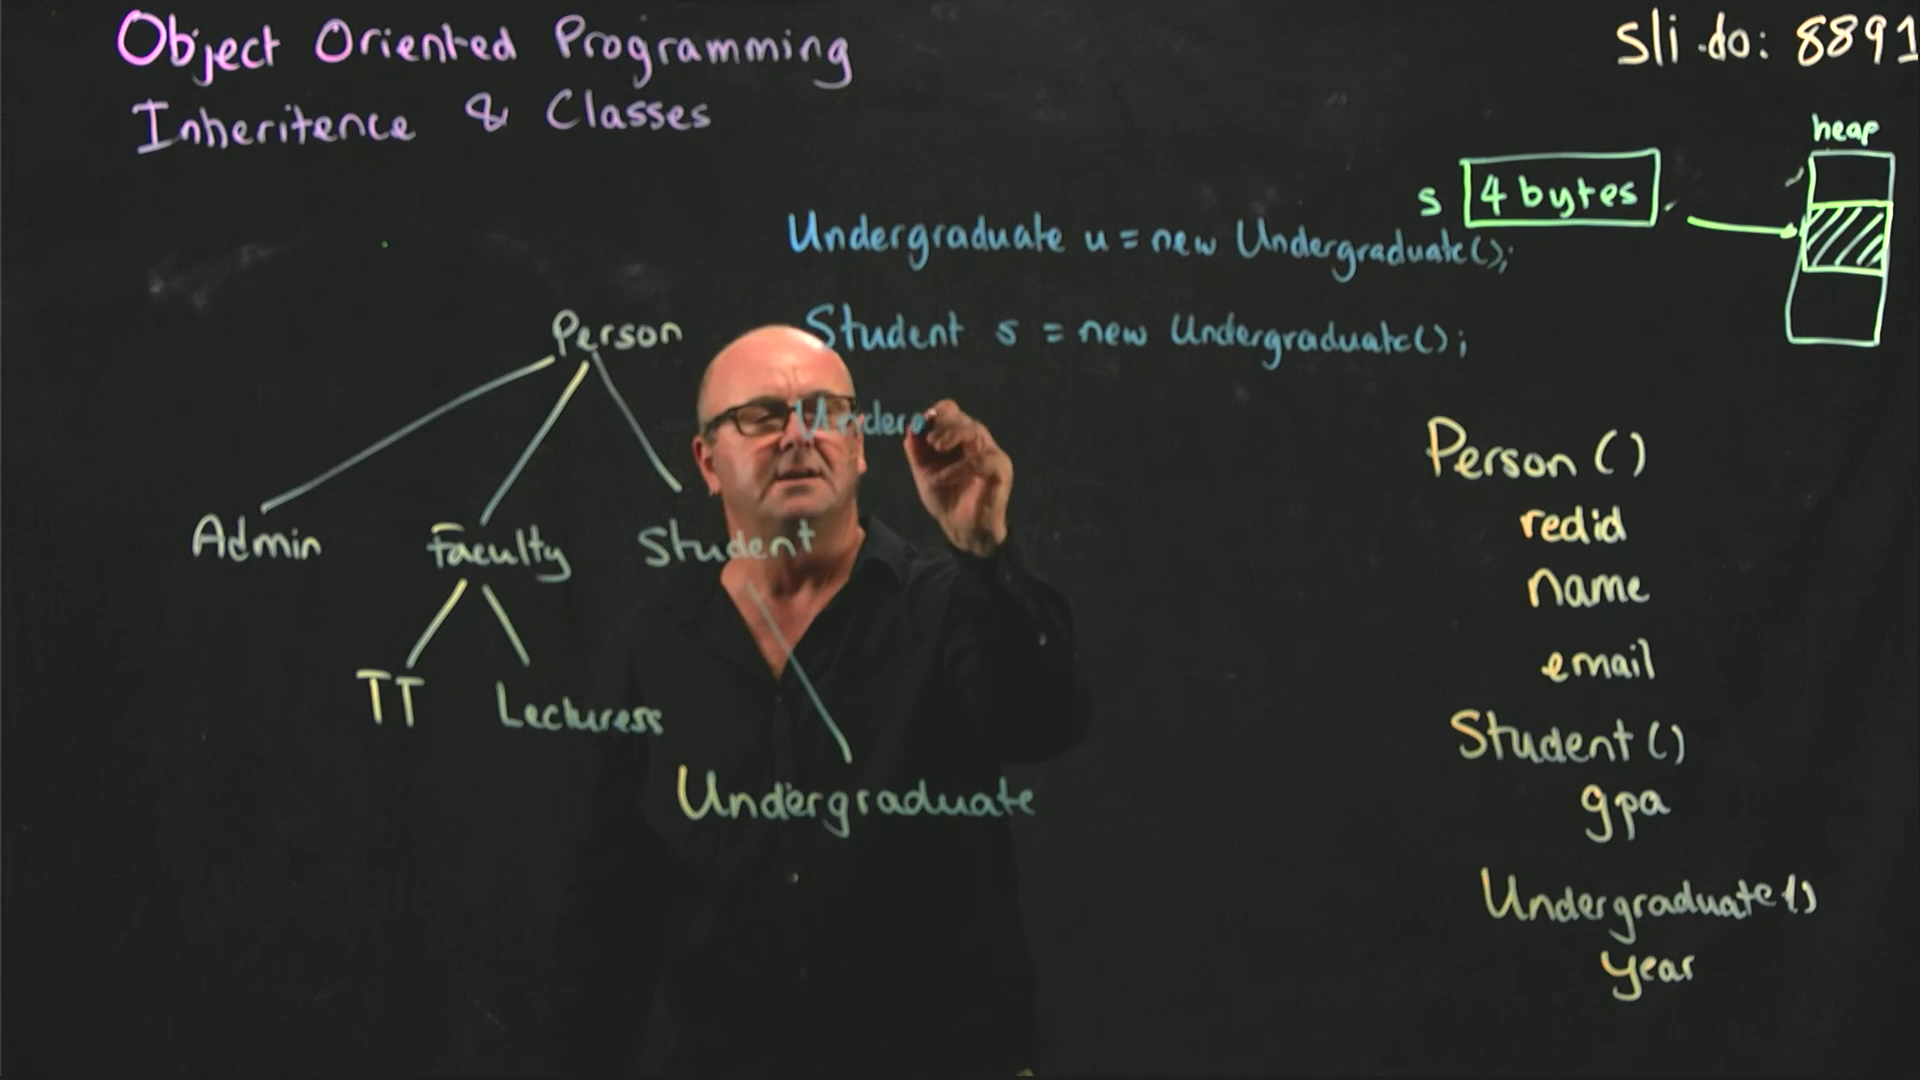 Object Oriented Programming
Inheritence & Classes
sli.do: 8891
heap
s 4 bytes
Undergraduate u = new Undergraduate();
Student s = new Undergraduate();
Underg
Person
Admin
Faculty
Student
TT
Lecturers
Undergraduate
Person ()
redid
name
email
Student ()
gpa
Undergraduate ()
year